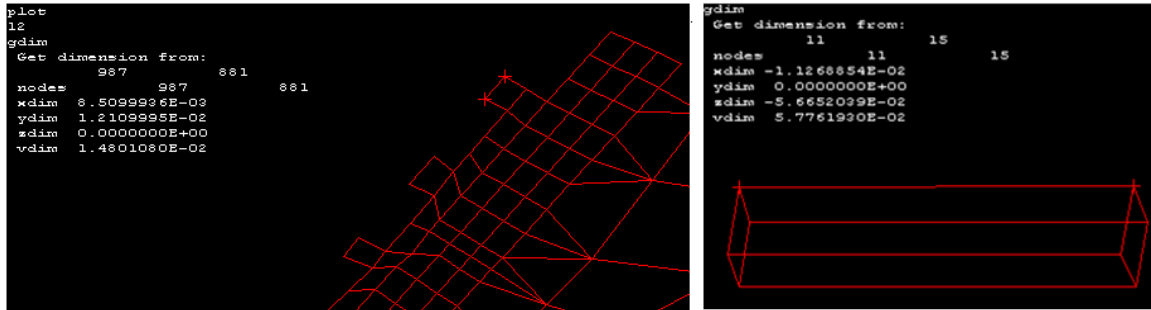 plot
12
gdim
Get dimension from:
987 881
nodes 987 881
xdim 8.5099936E-03
ydim 1.2109995E-02
zdim 0.0000000E+00
vdim 1.4801080E-02
gdim
Get dimension from:
11 15
nodes 11 15
xdim -1.1268854E-02
ydim 0.0000000E+00
zdim -5.6652039E-02
vdim 5.7761930E-02